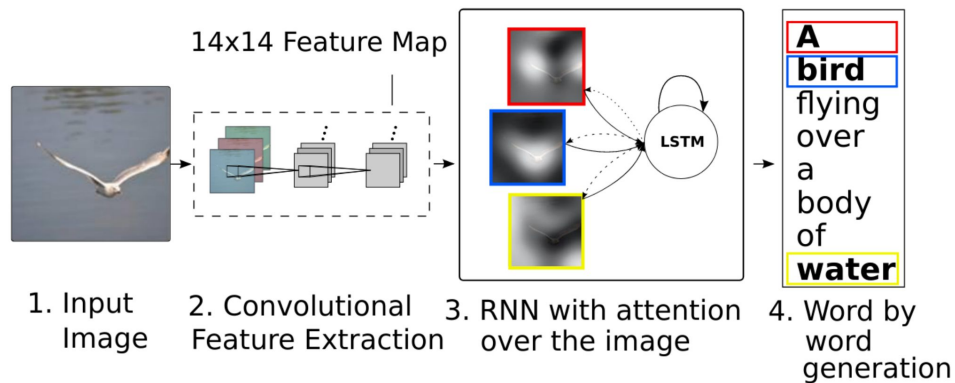 14x14 Feature Map
LSTM
A
bird
flying
over
a
body
of
water
1. Input
Image
2. Convolutional
Feature Extraction
3. RNN with attention
over the image
4. Word by
word
generation